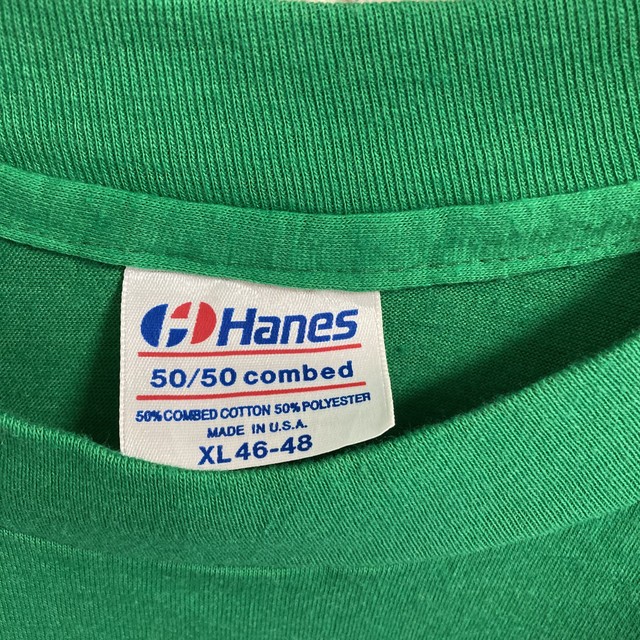 Hanes
50/50 combed
50% COMBED COTTON 50% POLYESTER
MADE IN U.S.A.
XL 46-48